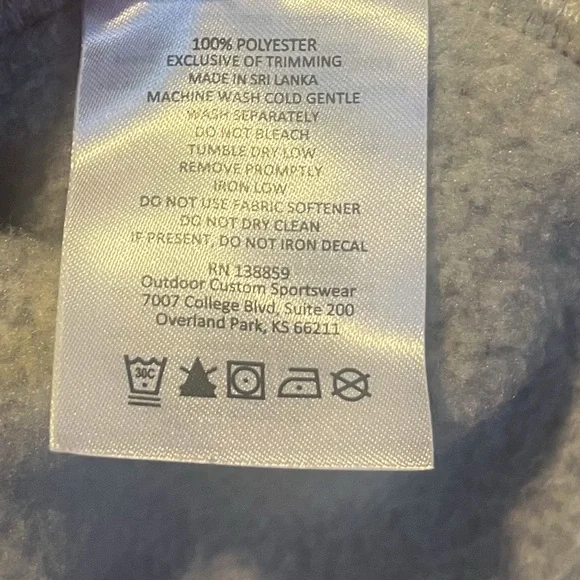 100% POLYESTER
EXCLUSIVE OF TRIMMING
MADE IN SRI LANKA
MACHINE WASH COLD GENTLE
WASH SEPARATELY
DO NOT BLEACH
TUMBLE DRY LOW
REMOVE PROMPTLY
IRON LOW
DO NOT USE FABRIC SOFTENER
DO NOT DRY CLEAN
IF PRESENT, DO NOT IRON DECAL
RN 138859
Outdoor Custom Sportswear
7007 College Blvd, Suite 200
Overland Park, KS 66211
30C